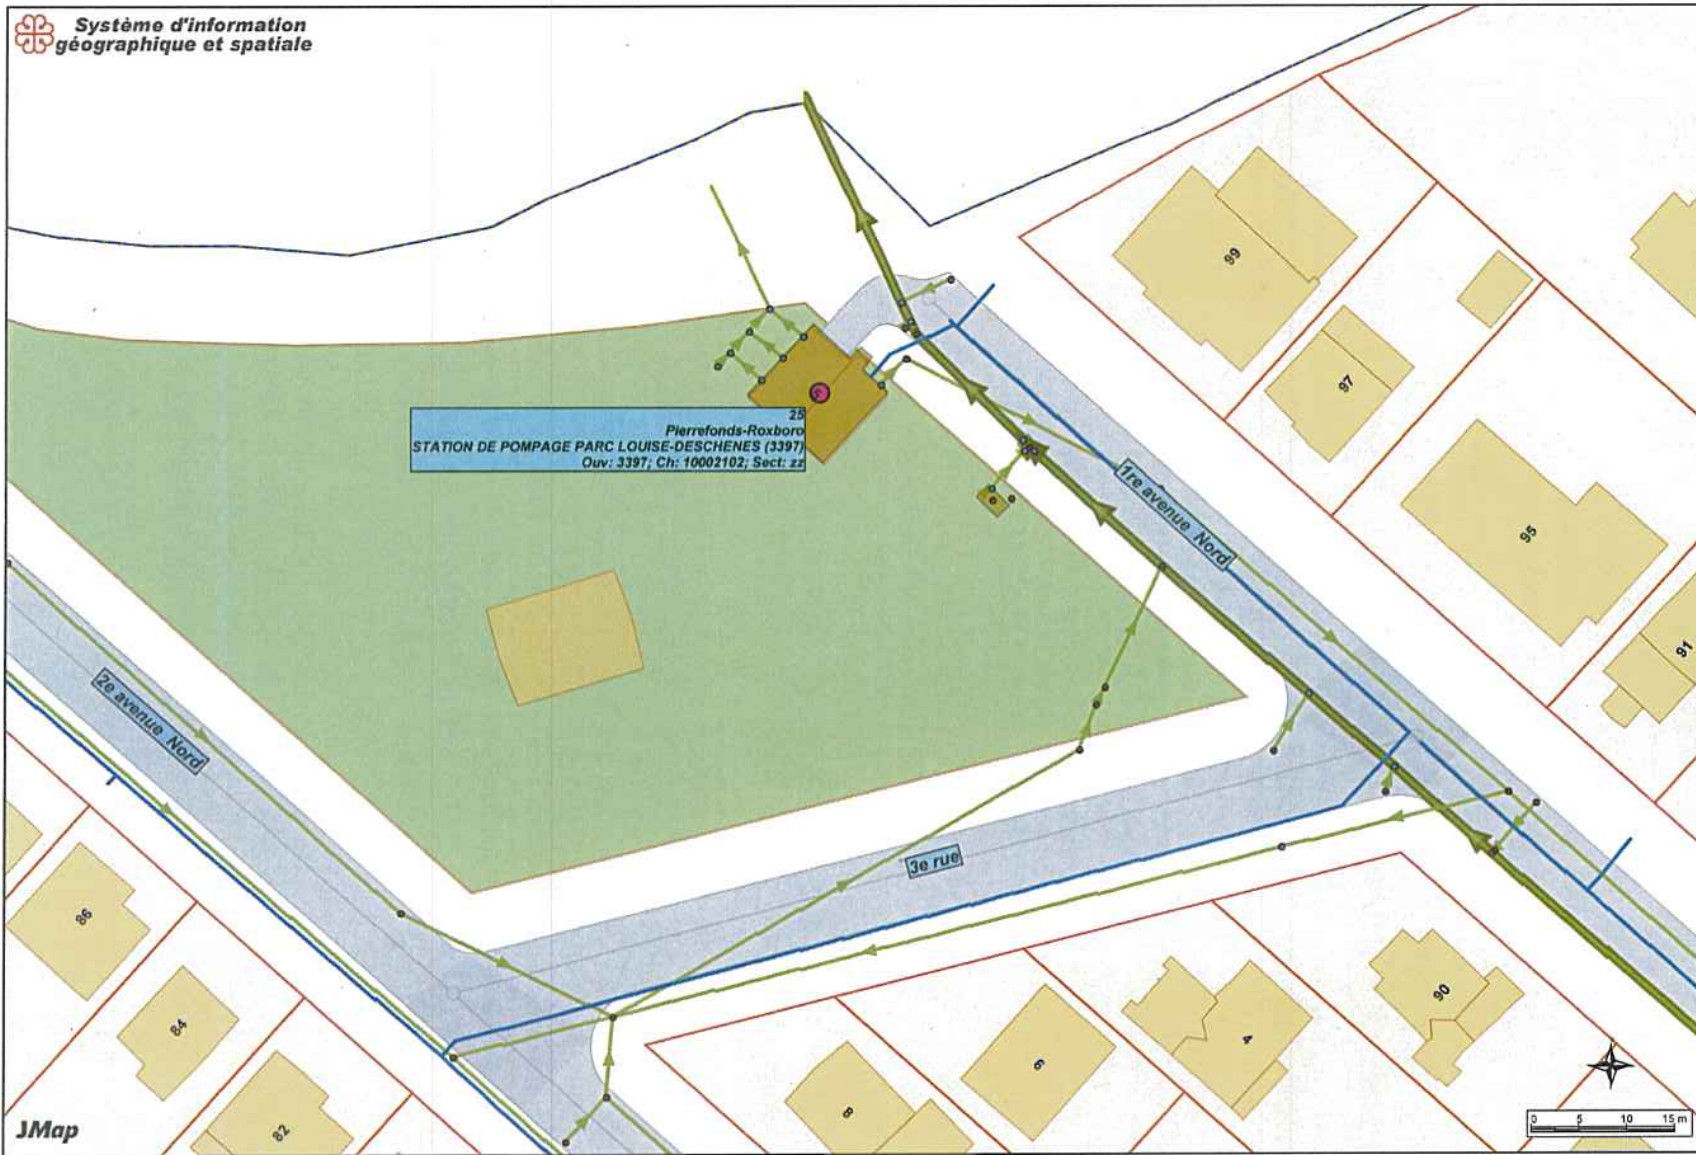 Système d'information
géographique et spatiale
25
Pierrefonds-Roxboro
STATION DE POMPAGE PARC LOUISE-DESCHENES (3397)
Ouv: 3397; Ch: 10002102; Sect: zz
99
97
95
91
1re avenue Nord
2e avenue Nord
3e rue
86
84
82
8
6
4
90
0 5 10 15 m
JMap